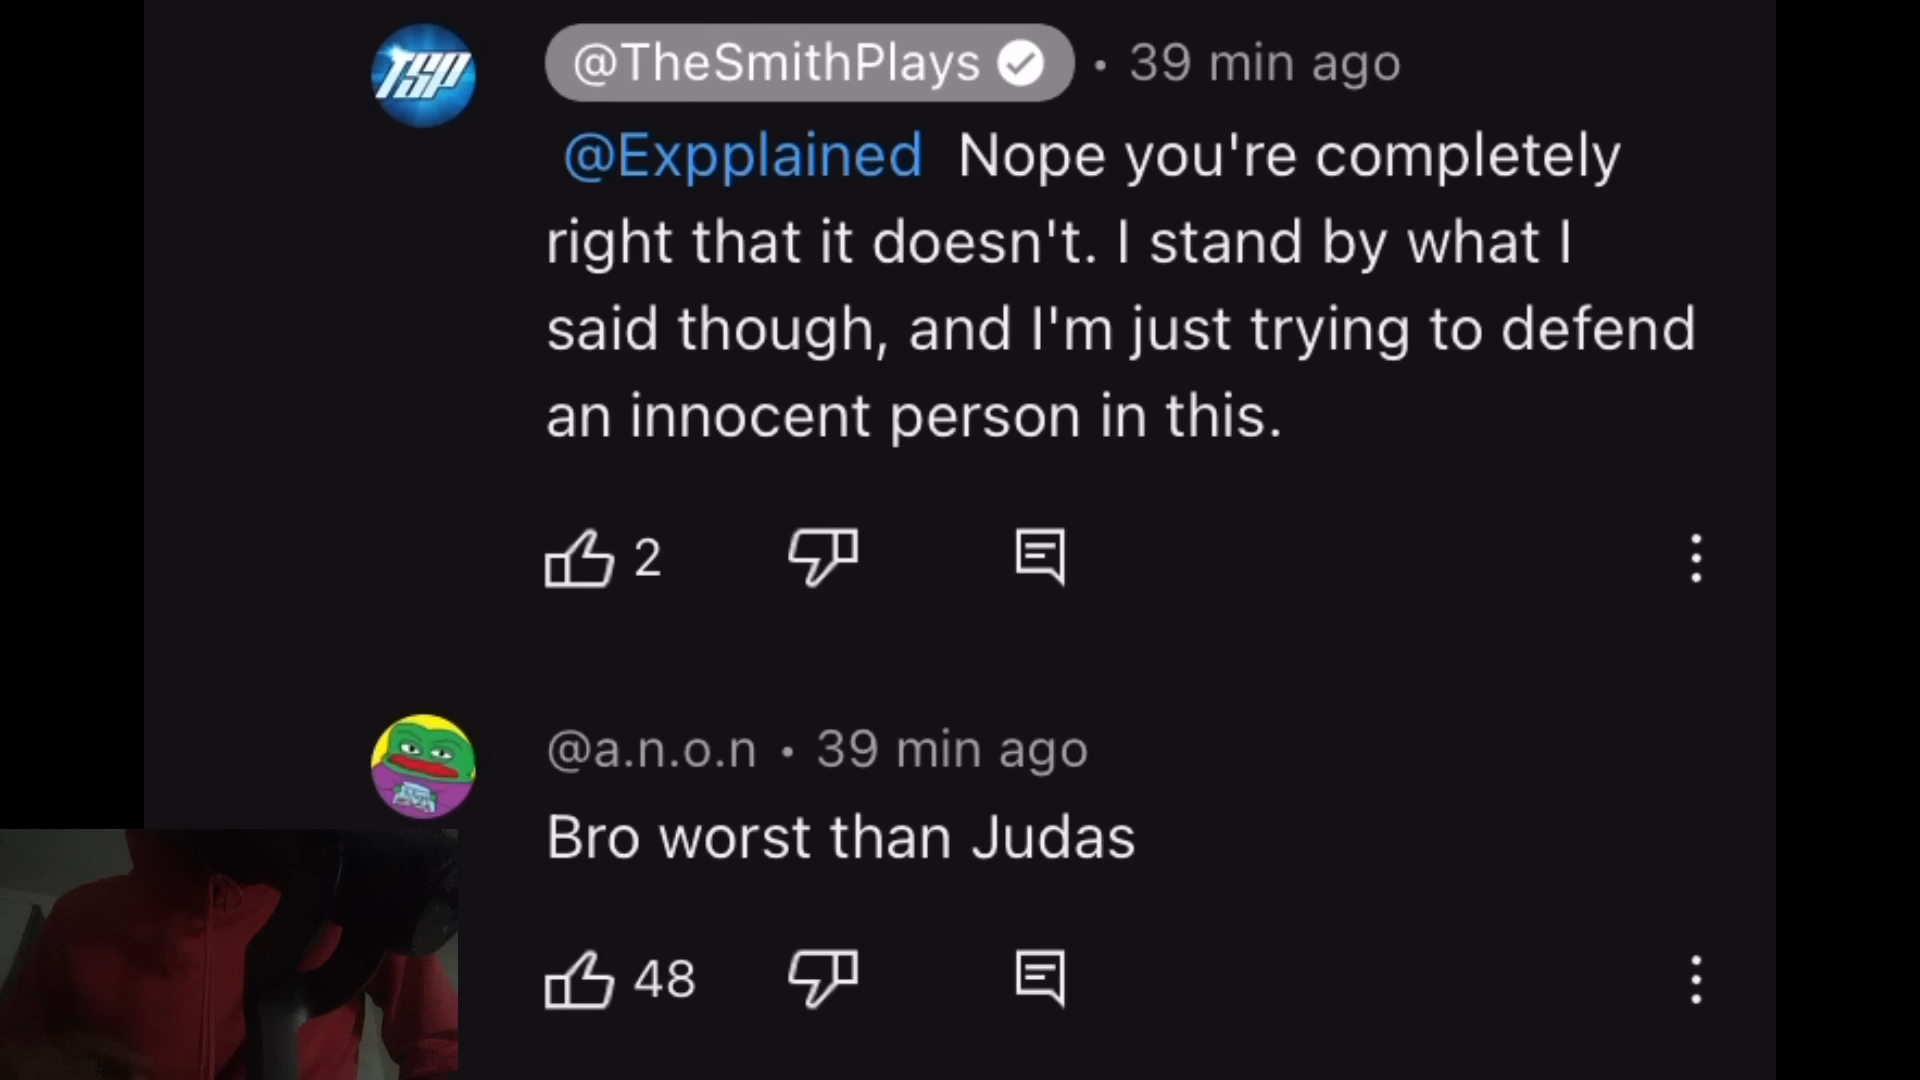 TSP
@TheSmithPlays • 39 min ago
@Expplained Nope you're completely
right that it doesn't. I stand by what I
said though, and I'm just trying to defend
an innocent person in this.
2
@a.n.o.n • 39 min ago
Bro worst than Judas
48